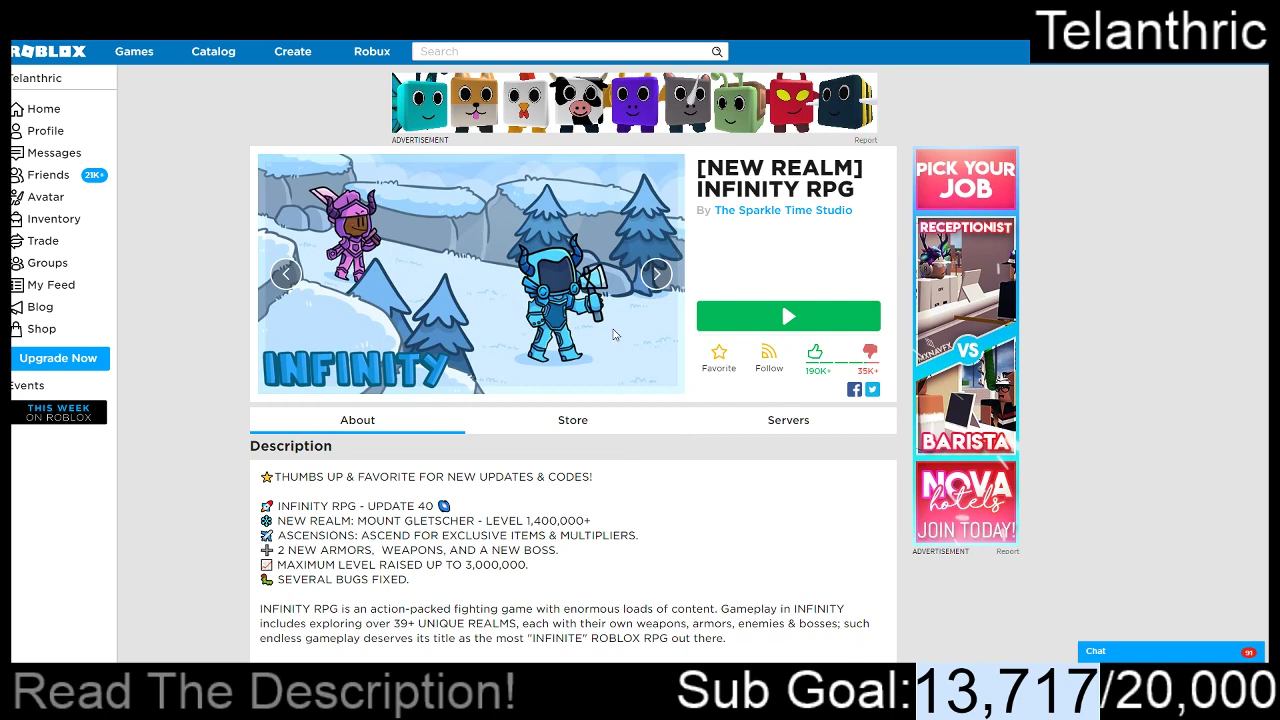 Telanthric
ROBLOX Games Catalog Create Robux Search
Telanthric
Home
Profile
Messages
Friends 21K+
Avatar
Inventory
Trade
Groups
My Feed
Blog
Shop
Upgrade Now
Events
THIS WEEK
ON ROBLOX
ADVERTISEMENT Report
INFINITY
[NEW REALM]
INFINITY RPG
By The Sparkle Time Studio
Favorite Follow 190K+ 35K+
About Store Servers
Description
⭐THUMBS UP & FAVORITE FOR NEW UPDATES & CODES!
INFINITY RPG - UPDATE 40
NEW REALM: MOUNT GLETSCHER - LEVEL 1,400,000+
ASCENSIONS: ASCEND FOR EXCLUSIVE ITEMS & MULTIPLIERS.
➕ 2 NEW ARMORS, WEAPONS, AND A NEW BOSS.
MAXIMUM LEVEL RAISED UP TO 3,000,000.
SEVERAL BUGS FIXED.
INFINITY RPG is an action-packed fighting game with enormous loads of content. Gameplay in INFINITY
includes exploring over 39+ UNIQUE REALMS, each with their own weapons, armors, enemies & bosses; such
endless gameplay deserves its title as the most "INFINITE" ROBLOX RPG out there.
PICK YOUR
JOB
RECEPTIONIST
VS
BARISTA
NOVA
hotels
JOIN TODAY!
ADVERTISEMENT Report
Chat 91
Read The Description!
Sub Goal:13,717/20,000